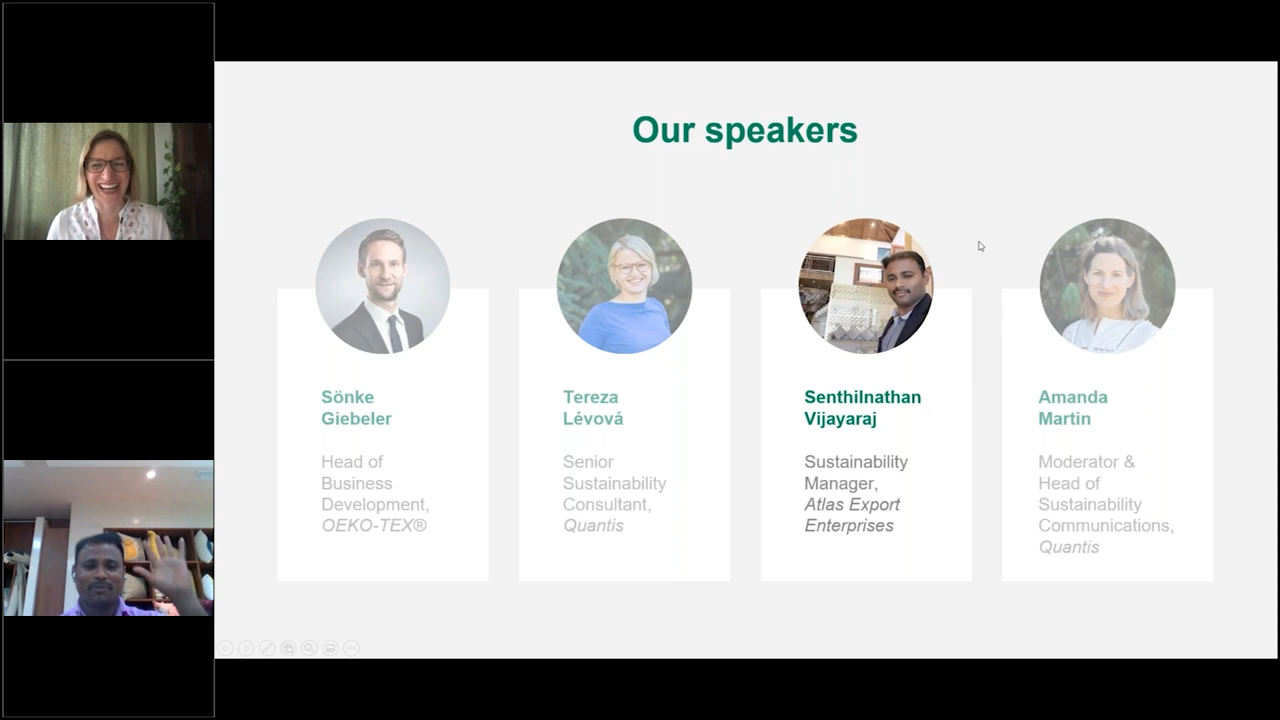 Our speakers
Sönke
Giebeler
Head of
Business
Development,
OEKO-TEX®
Tereza
Lévová
Senior
Sustainability
Consultant,
Quantis
Senthilnathan
Vijayaraj
Sustainability
Manager,
Atlas Export
Enterprises
Amanda
Martin
Moderator &
Head of
Sustainability
Communications,
Quantis